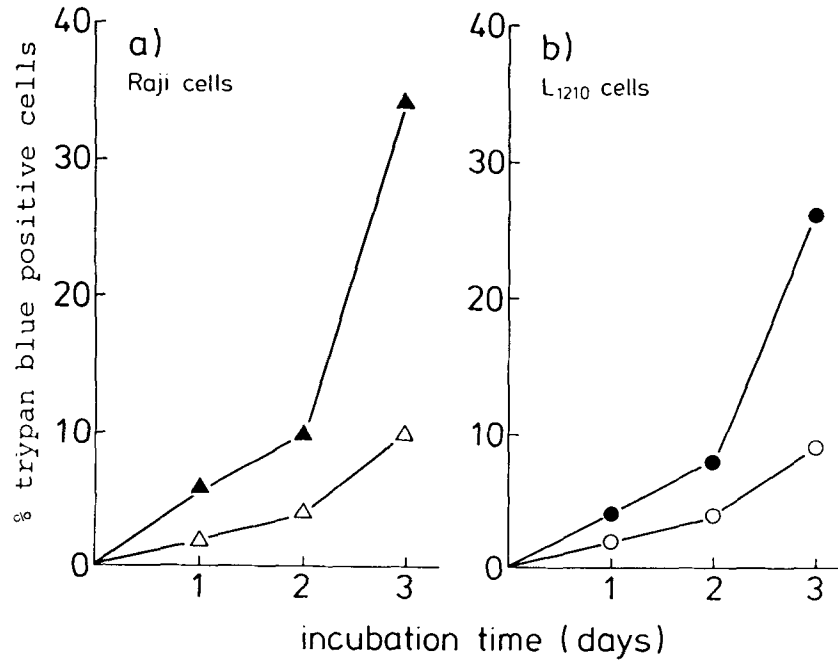 % trypan blue positive cells
40
30
20
10
0
a)
Raji cells
1 2 3
40
30
20
10
0
b)
L₁₂₁₀ cells
1 2 3
incubation time (days)